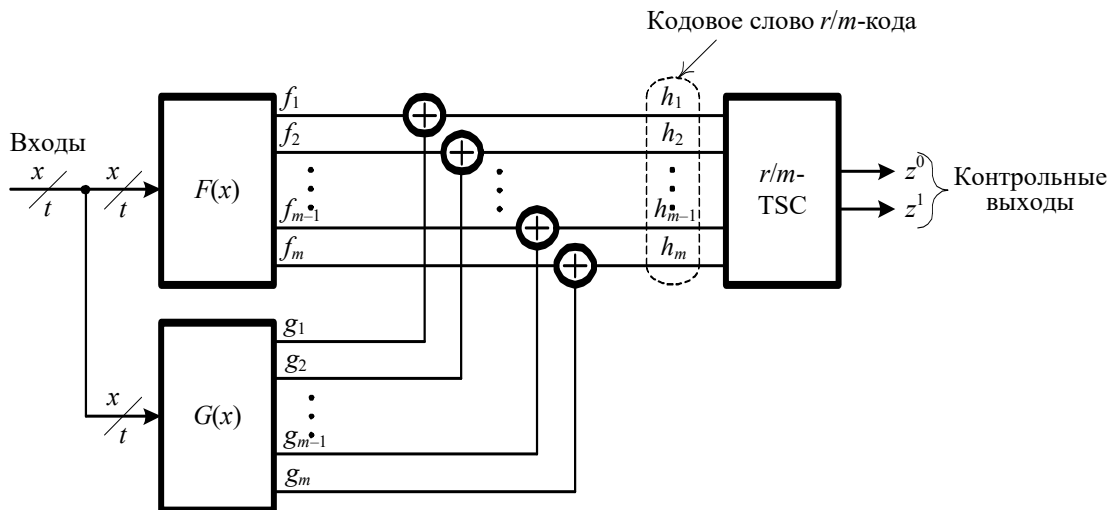 Кодовое слово r/m-кода
Входы
x
t
x
t
F(x)
f₁
f₂
fₘ₋₁
fₘ
h₁
h₂
hₘ₋₁
hₘ
r/m-
TSC
z⁰
z¹
Контрольные
выходы
x
t
G(x)
g₁
g₂
gₘ₋₁
gₘ